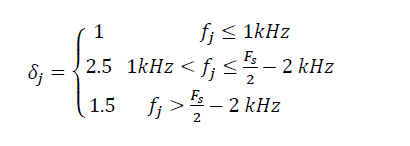 δⱼ = { 1 fⱼ ≤ 1kHz
2.5 1kHz < fⱼ ≤ Fₛ/2 − 2 kHz
1.5 fⱼ > Fₛ/2 − 2 kHz